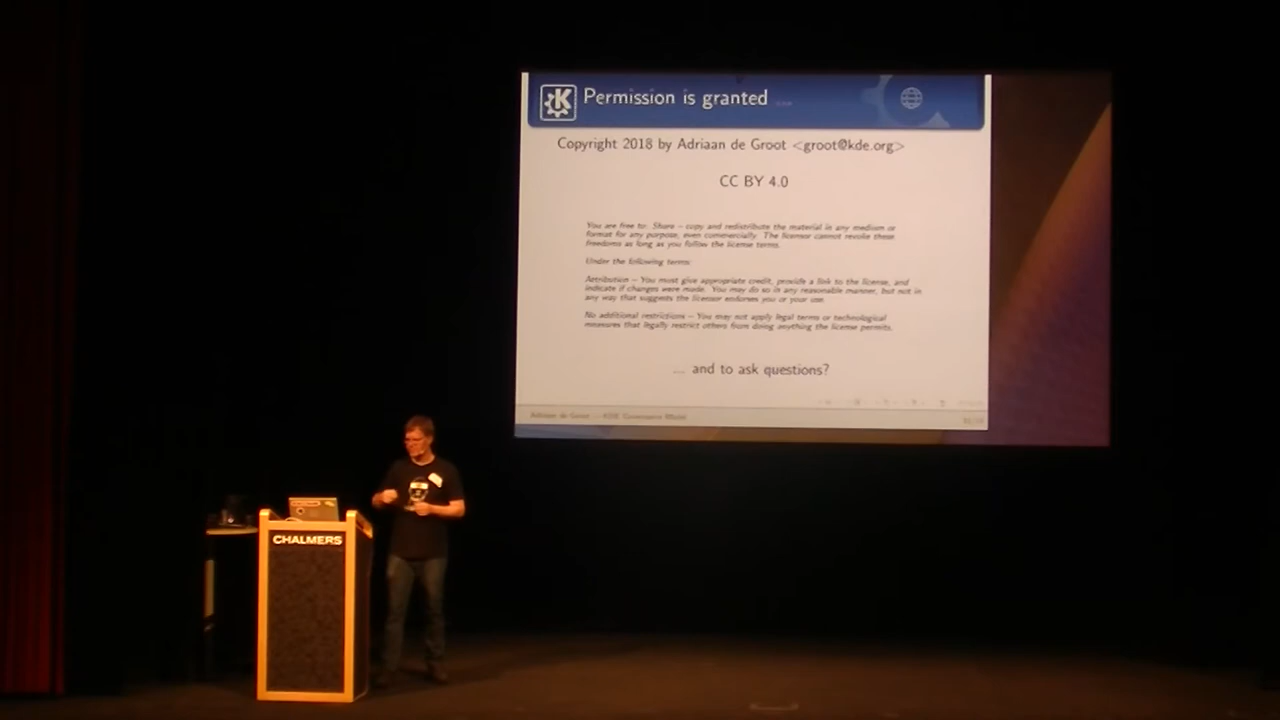 Permission is granted ...
Copyright 2018 by Adriaan de Groot <groot@kde.org>
CC BY 4.0
You are free to: Share – copy and redistribute the material in any medium or
format for any purpose, even commercially. The licensor cannot revoke these
freedoms as long as you follow the license terms.
Under the following terms:
Attribution – You must give appropriate credit, provide a link to the license, and
indicate if changes were made. You may do so in any reasonable manner, but not in
any way that suggests the licensor endorses you or your use.
No additional restrictions – You may not apply legal terms or technological
measures that legally restrict others from doing anything the license permits.
... and to ask questions?
Adriaan de Groot — KDE Governance Model
CHALMERS